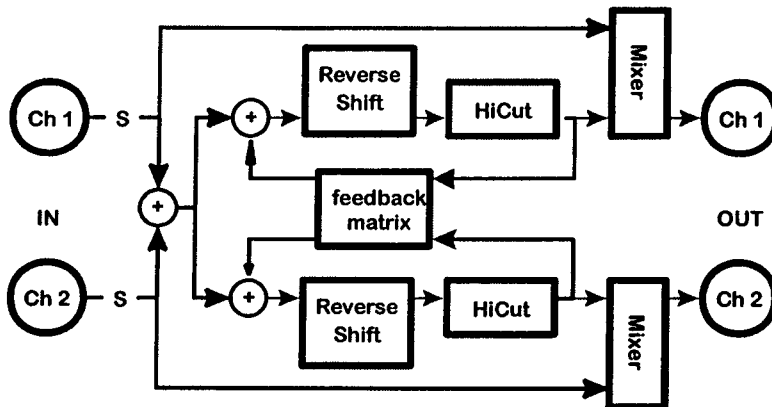 Ch 1
S
+
Reverse
Shift
HiCut
Mixer
Ch 1
IN
+
feedback
matrix
OUT
Ch 2
S
+
Reverse
Shift
HiCut
Mixer
Ch 2